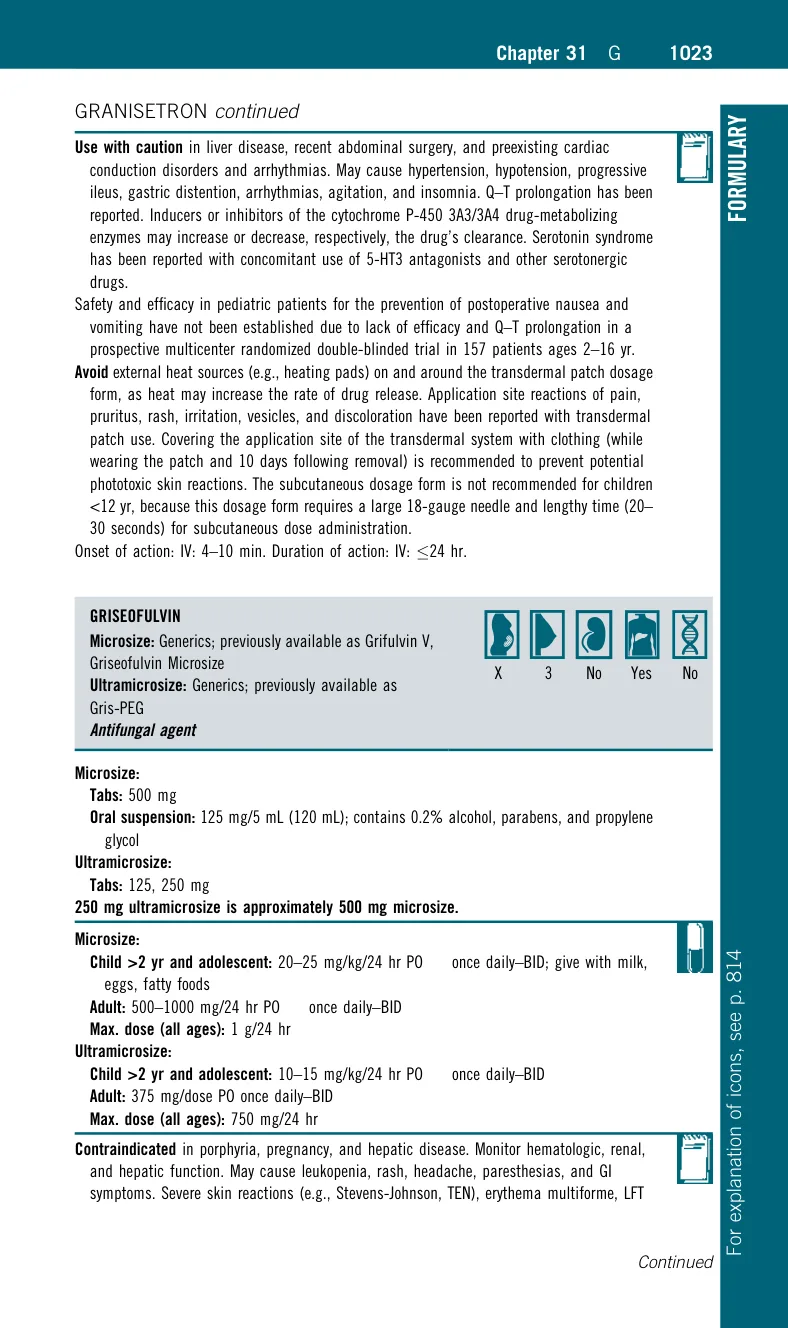 Chapter 31 G 1023
GRANISETRON continued
Use with caution in liver disease, recent abdominal surgery, and preexisting cardiac
conduction disorders and arrhythmias. May cause hypertension, hypotension, progressive
ileus, gastric distention, arrhythmias, agitation, and insomnia. Q–T prolongation has been
reported. Inducers or inhibitors of the cytochrome P-450 3A3/3A4 drug-metabolizing
enzymes may increase or decrease, respectively, the drug's clearance. Serotonin syndrome
has been reported with concomitant use of 5-HT3 antagonists and other serotonergic
drugs.
Safety and efficacy in pediatric patients for the prevention of postoperative nausea and
vomiting have not been established due to lack of efficacy and Q–T prolongation in a
prospective multicenter randomized double-blinded trial in 157 patients ages 2–16 yr.
Avoid external heat sources (e.g., heating pads) on and around the transdermal patch dosage
form, as heat may increase the rate of drug release. Application site reactions of pain,
pruritus, rash, irritation, vesicles, and discoloration have been reported with transdermal
patch use. Covering the application site of the transdermal system with clothing (while
wearing the patch and 10 days following removal) is recommended to prevent potential
phototoxic skin reactions. The subcutaneous dosage form is not recommended for children
<12 yr, because this dosage form requires a large 18-gauge needle and lengthy time (20–
30 seconds) for subcutaneous dose administration.
Onset of action: IV: 4–10 min. Duration of action: IV: ≤24 hr.
GRISEOFULVIN
Microsize: Generics; previously available as Grifulvin V,
Griseofulvin Microsize
Ultramicrosize: Generics; previously available as
Gris-PEG
Antifungal agent
X 3 No Yes No
Microsize:
Tabs: 500 mg
Oral suspension: 125 mg/5 mL (120 mL); contains 0.2% alcohol, parabens, and propylene
glycol
Ultramicrosize:
Tabs: 125, 250 mg
250 mg ultramicrosize is approximately 500 mg microsize.
Microsize:
Child >2 yr and adolescent: 20–25 mg/kg/24 hr PO once daily–BID; give with milk,
eggs, fatty foods
Adult: 500–1000 mg/24 hr PO once daily–BID
Max. dose (all ages): 1 g/24 hr
Ultramicrosize:
Child >2 yr and adolescent: 10–15 mg/kg/24 hr PO once daily–BID
Adult: 375 mg/dose PO once daily–BID
Max. dose (all ages): 750 mg/24 hr
Contraindicated in porphyria, pregnancy, and hepatic disease. Monitor hematologic, renal,
and hepatic function. May cause leukopenia, rash, headache, paresthesias, and GI
symptoms. Severe skin reactions (e.g., Stevens-Johnson, TEN), erythema multiforme, LFT
Continued
FORMULARY
For explanation of icons, see p. 814